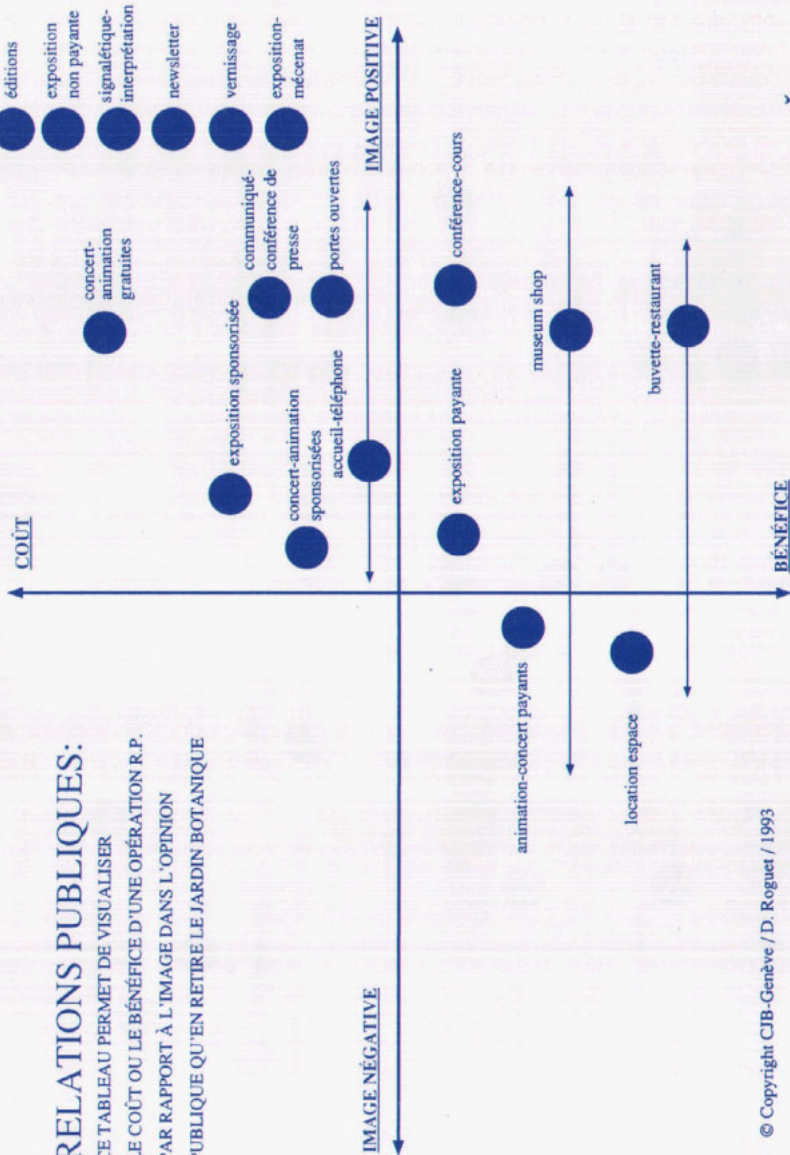 RELATIONS PUBLIQUES:
CE TABLEAU PERMET DE VISUALISER
LE COÛT OU LE BÉNÉFICE D'UNE OPÉRATION R.P.
PAR RAPPORT À L'IMAGE DANS L'OPINION
PUBLIQUE QU'EN RETIRE LE JARDIN BOTANIQUE
COÛT
éditions
exposition
non payante
signalétique-
interprétation
newsletter
vernissage
exposition
mécénat
concert-
animation
gratuites
communiqué-
conférence de
presse
exposition sponsorisée
portes ouvertes
concert-animation
sponsorisées
accueil-téléphone
IMAGE NÉGATIVE
IMAGE POSITIVE
exposition payante
conférence-cours
animation-concert payants
museum shop
location espace
buvette-restaurant
BÉNÉFICE
© Copyright CJB-Genève / D. Roguet / 1993